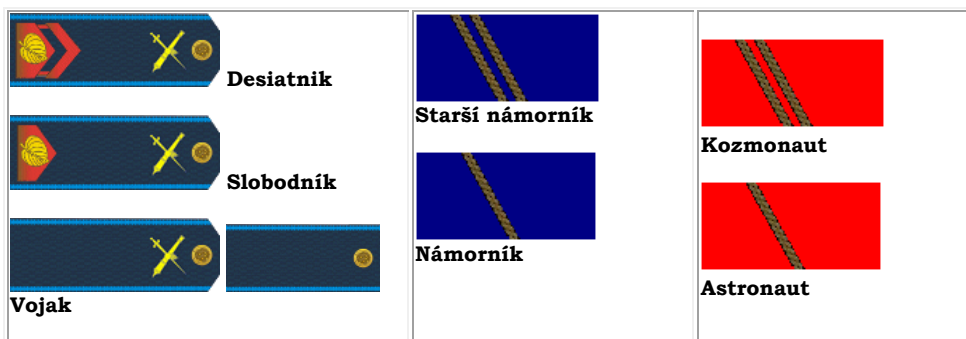 Desiatnik
Slobodník
Vojak
Starší námorník
Námorník
Kozmonaut
Astronaut